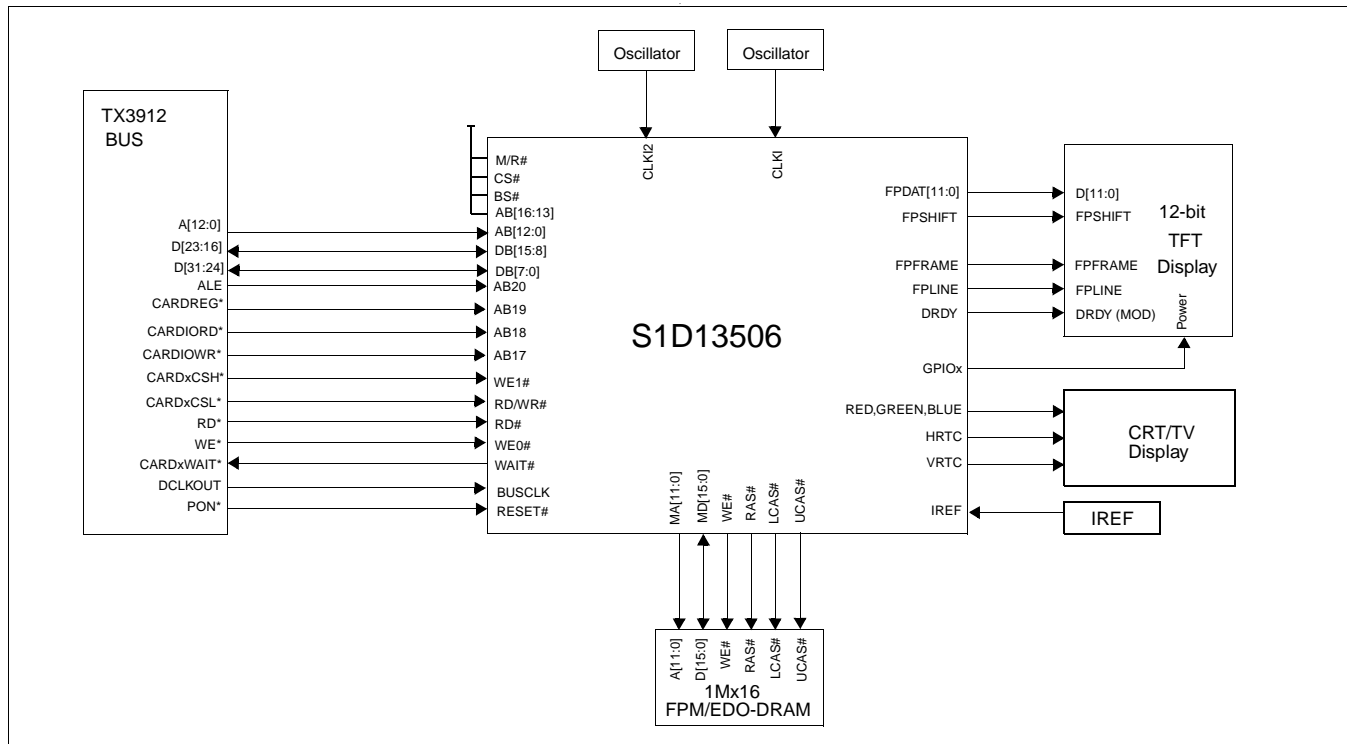 Oscillator
Oscillator
TX3912
BUS
A[12:0]
D[23:16]
D[31:24]
ALE
CARDREG*
CARDIORD*
CARDIOWR*
CARDxCSH*
CARDxCSL*
RD*
WE*
CARDxWAIT*
DCLKOUT
PON*
CLKI2
CLKI
M/R#
CS#
BS#
AB[16:13]
AB[12:0]
DB[15:8]
DB[7:0]
AB20
AB19
AB18
AB17
WE1#
RD/WR#
RD#
WE0#
WAIT#
BUSCLK
RESET#
S1D13506
FPDAT[11:0]
FPSHIFT
FPFRAME
FPLINE
DRDY
GPIOx
RED,GREEN,BLUE
HRTC
VRTC
IREF
MA[11:0]
MD[15:0]
WE#
RAS#
LCAS#
UCAS#
D[11:0]
FPSHIFT
FPFRAME
FPLINE
DRDY (MOD)
12-bit
TFT
Display
Power
CRT/TV
Display
IREF
A[11:0]
D[15:0]
WE#
RAS#
LCAS#
UCAS#
1Mx16
FPM/EDO-DRAM